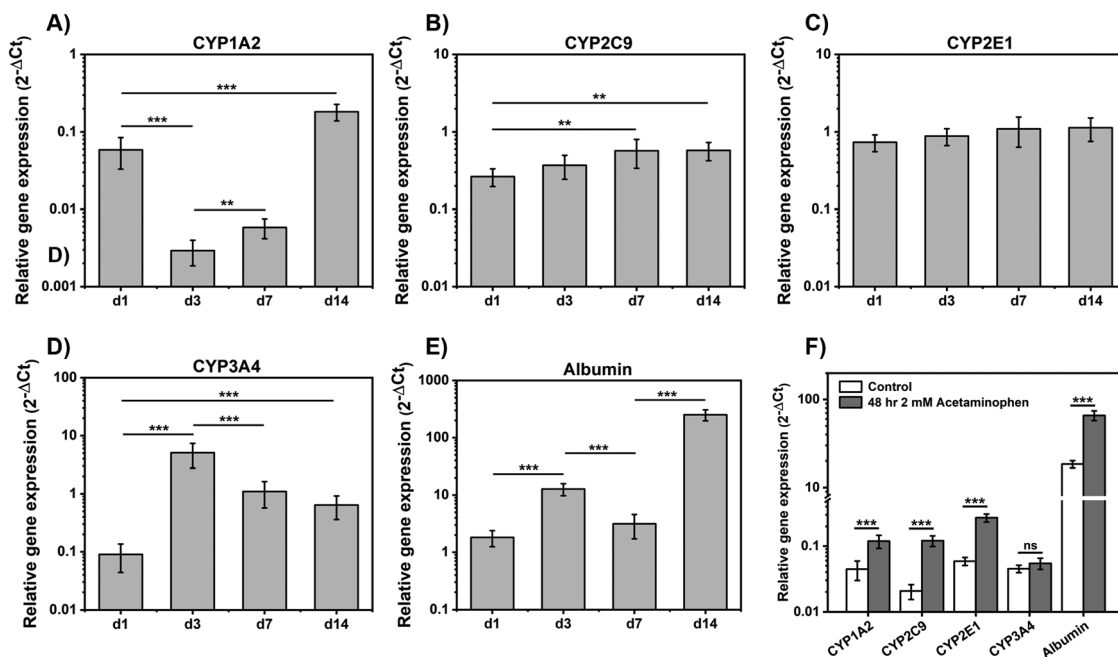 A)
CYP1A2
Relative gene expression (2-ΔCt)
1
0.1
0.01
0.001
***
***
**
D)
d1 d3 d7 d14
B)
CYP2C9
Relative gene expression (2-ΔCt)
10
1
0.1
0.01
**
**
d1 d3 d7 d14
C)
CYP2E1
Relative gene expression (2-ΔCt)
10
1
0.1
0.01
d1 d3 d7 d14
D)
CYP3A4
Relative gene expression (2-ΔCt)
100
10
1
0.1
0.01
***
***
***
d1 d3 d7 d14
E)
Albumin
Relative gene expression (2-ΔCt)
1000
100
10
1
0.1
***
***
***
d1 d3 d7 d14
F)
Relative gene expression (2-ΔCt)
Control
48 hr 2 mM Acetaminophen
100
10
0.1
0.01
***
***
***
ns
***
CYP1A2 CYP2C9 CYP2E1 CYP3A4 Albumin